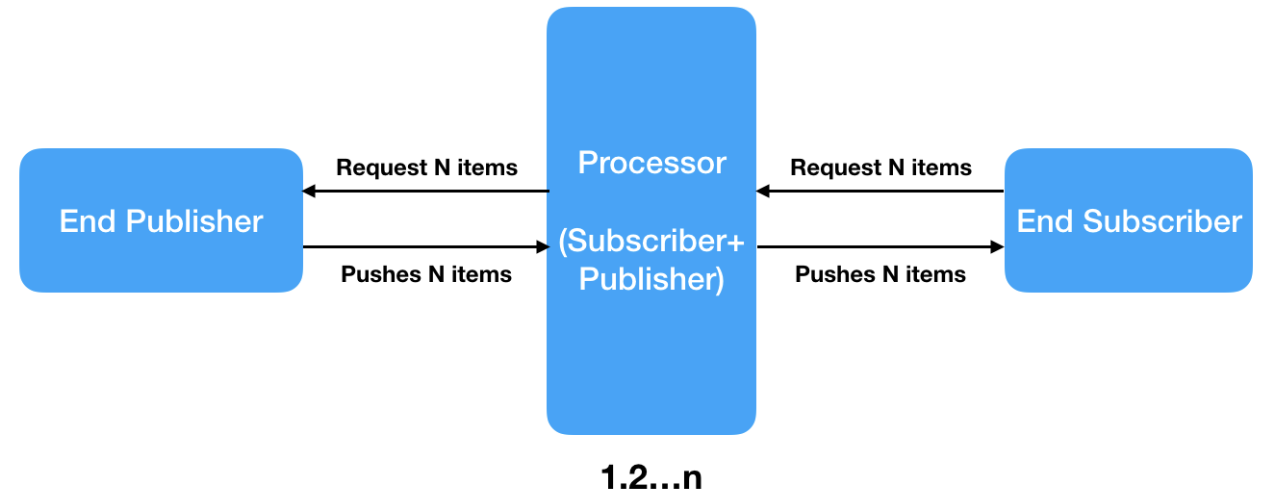 Request N items
Processor
Request N items
End Publisher
End Subscriber
(Subscriber+
Publisher)
Pushes N items
Pushes N items
1.2...n